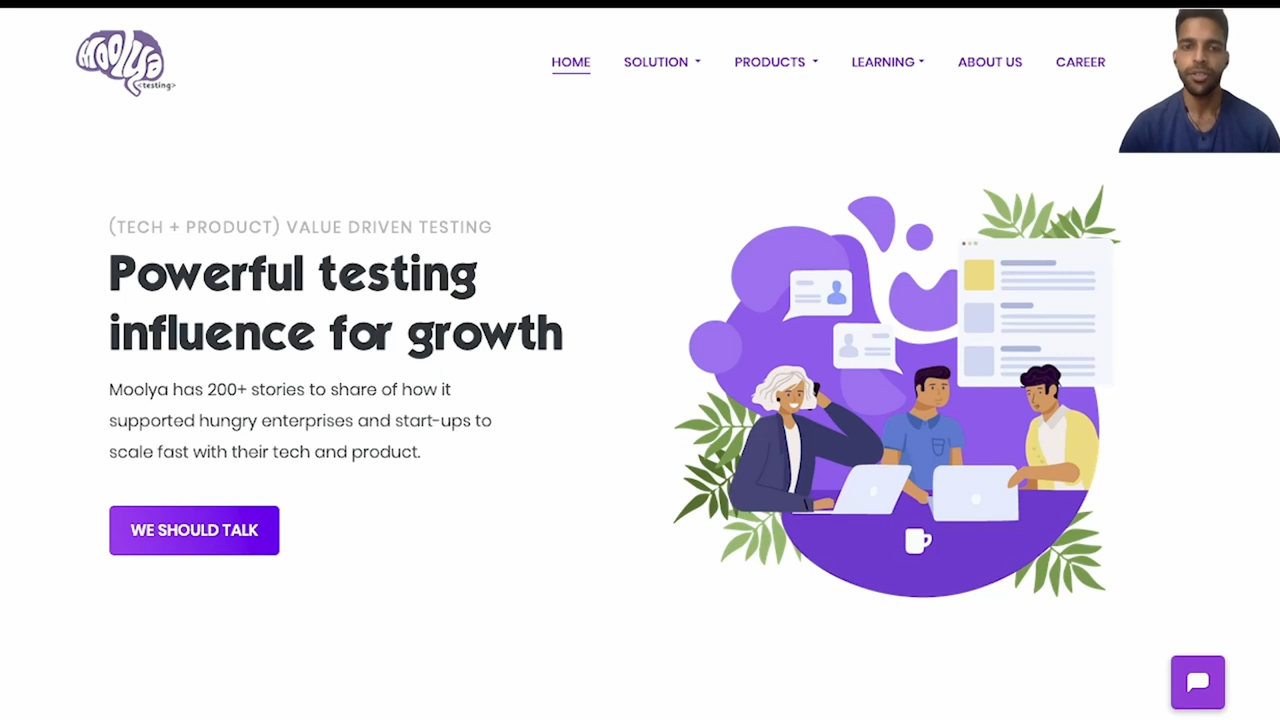 Moolya
<testing>
HOME
SOLUTION
PRODUCTS
LEARNING
ABOUT US
CAREER
(TECH + PRODUCT) VALUE DRIVEN TESTING
Powerful testing
influence for growth
Moolya has 200+ stories to share of how it
supported hungry enterprises and start-ups to
scale fast with their tech and product.
WE SHOULD TALK